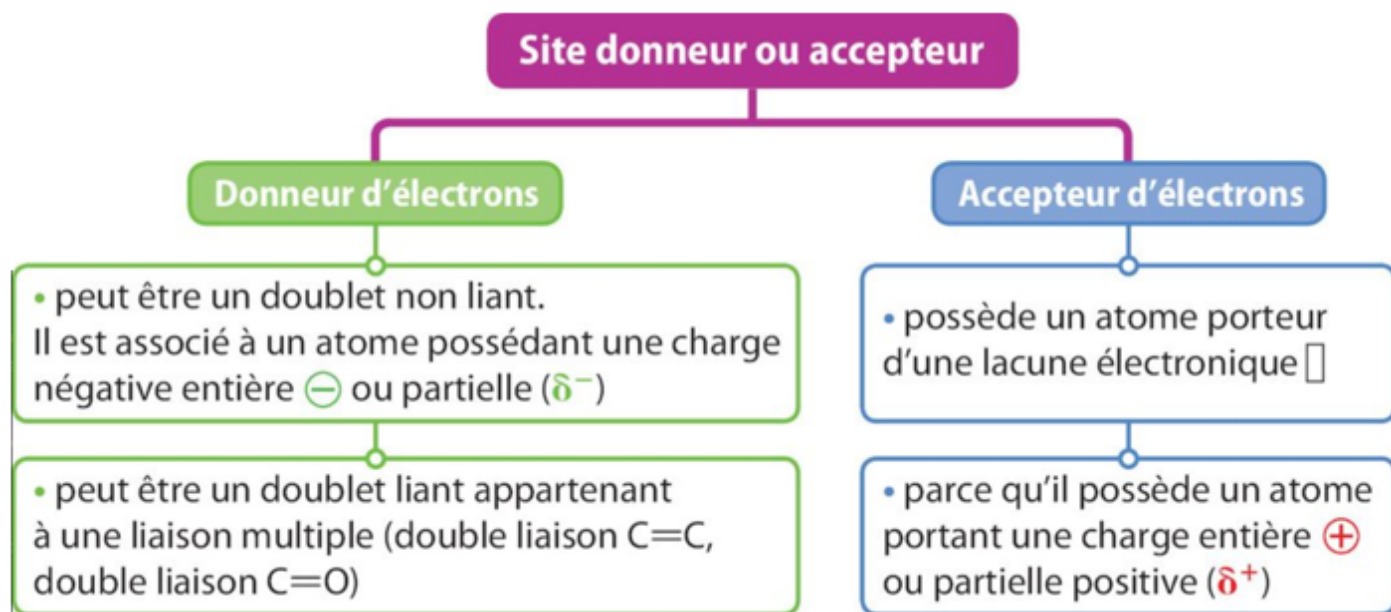 Site donneur ou accepteur
Donneur d'électrons
• peut être un doublet non liant.
Il est associé à un atome possédant une charge
négative entière ⊖ ou partielle (δ⁻)
• peut être un doublet liant appartenant
à une liaison multiple (double liaison C=C,
double liaison C=O)
Accepteur d'électrons
• possède un atome porteur
d'une lacune électronique ▯
• parce qu'il possède un atome
portant une charge entière ⊕
ou partielle positive (δ⁺)